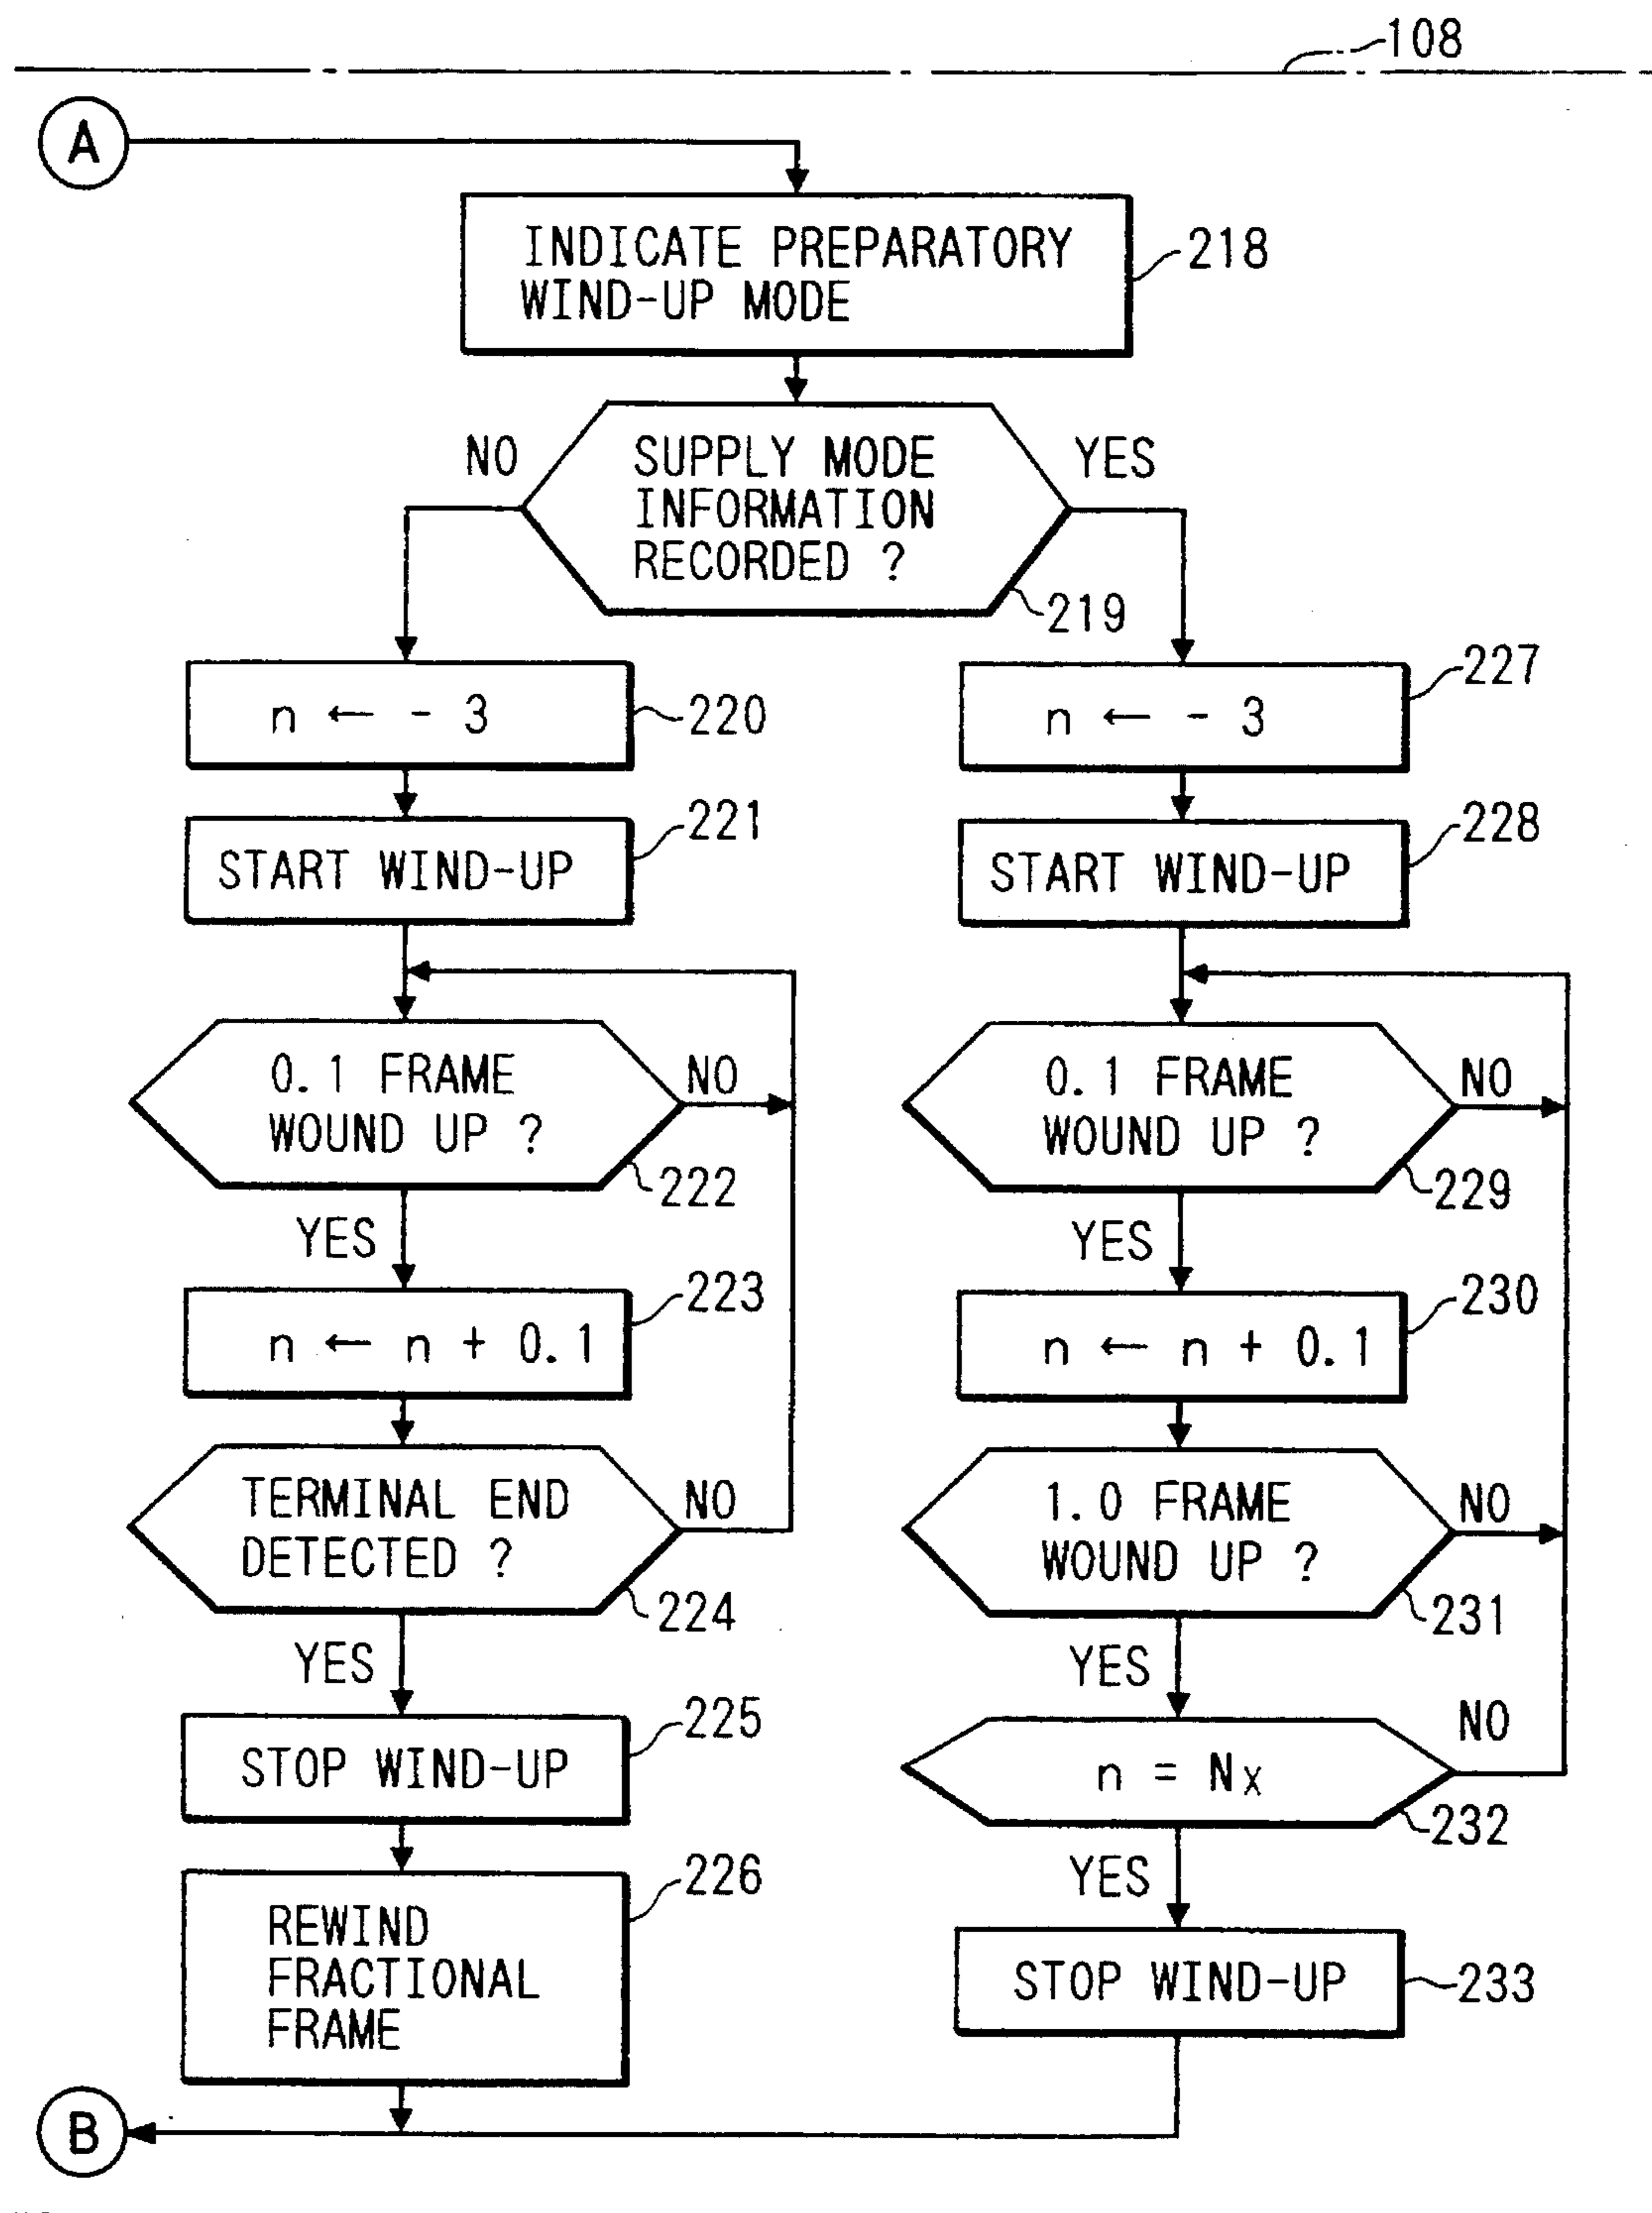 108
A
INDICATE PREPARATORY
WIND-UP MODE
218
NO
SUPPLY MODE
INFORMATION
RECORDED ?
YES
219
n ← - 3
220
START WIND-UP
221
0.1 FRAME
WOUND UP ?
NO
222
YES
n ← n + 0.1
223
TERMINAL END
DETECTED ?
NO
224
YES
STOP WIND-UP
225
REWIND
FRACTIONAL
FRAME
226
n ← - 3
227
START WIND-UP
228
0.1 FRAME
WOUND UP ?
NO
229
YES
n ← n + 0.1
230
1.0 FRAME
WOUND UP ?
NO
231
YES
n = NX
NO
232
YES
STOP WIND-UP
233
B